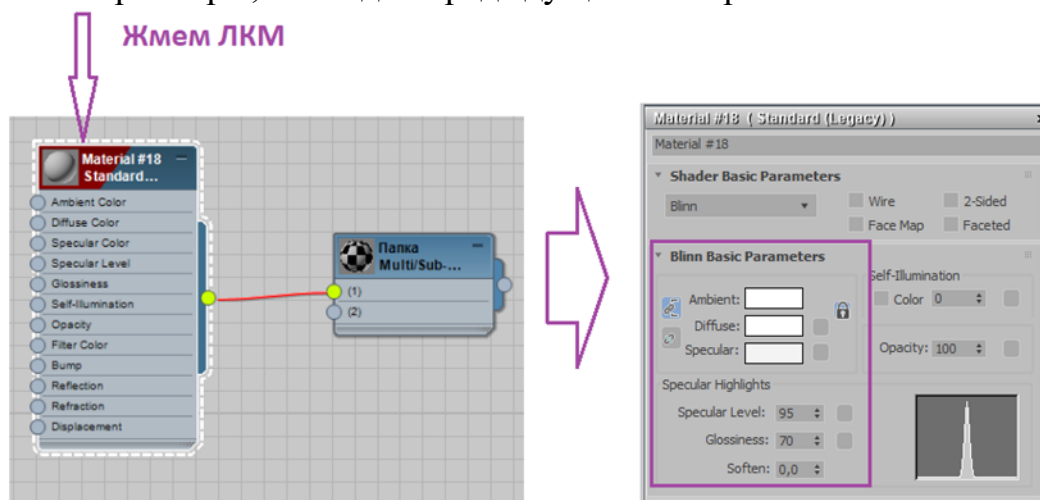 Жмем ЛКМ
Material #18
Standard...
Ambient Color
Diffuse Color
Specular Color
Specular Level
Glossiness
Self-Illumination
Opacity
Filter Color
Bump
Reflection
Refraction
Displacement
Папка
Multi/Sub-...
(1)
(2)
Material #18 ( Standard (Legacy) )
Material #18
Shader Basic Parameters
Blinn
Wire
2-Sided
Face Map
Faceted
Blinn Basic Parameters
Ambient:
Diffuse:
Specular:
Self-Illumination
Color 0
Opacity: 100
Specular Highlights
Specular Level: 95
Glossiness: 70
Soften: 0,0